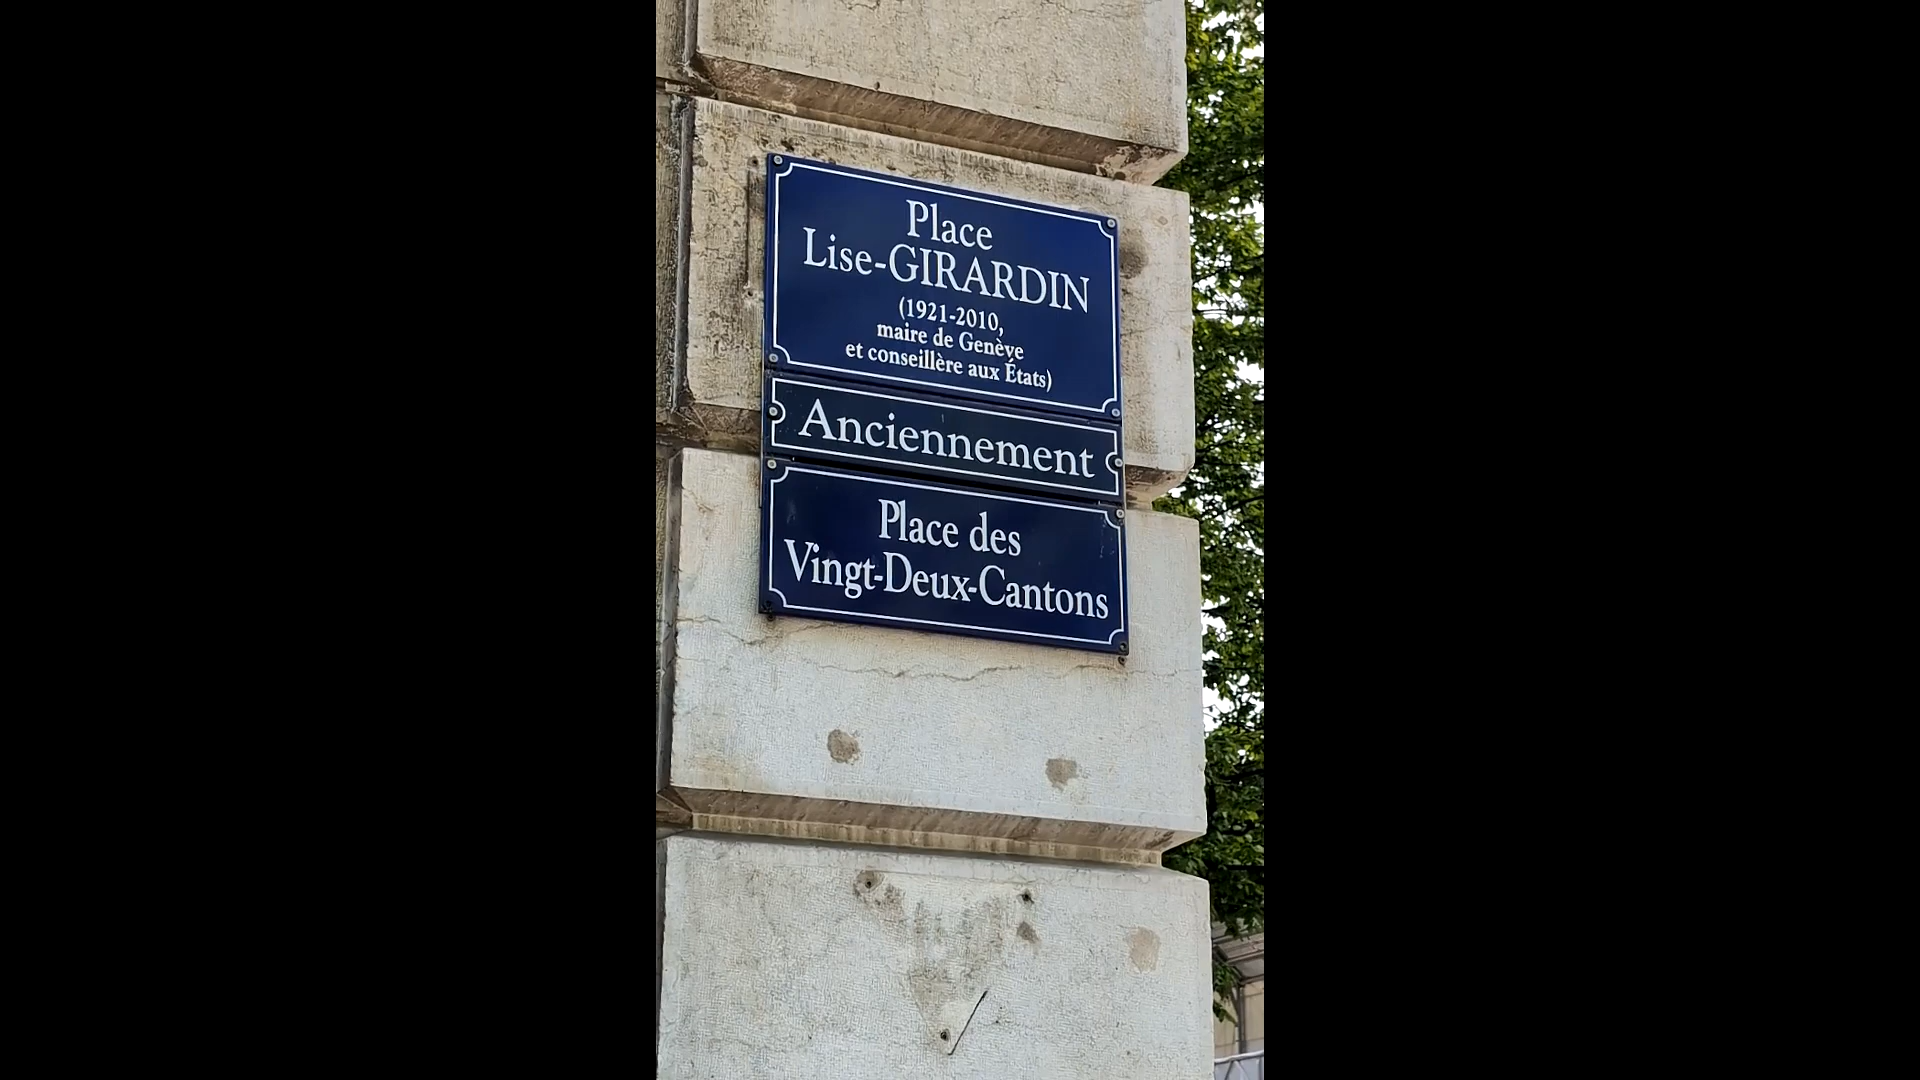 Place
Lise-GIRARDIN
(1921-2010,
maire de Genève
et conseillère aux États)
Anciennement
Place des
Vingt-Deux-Cantons